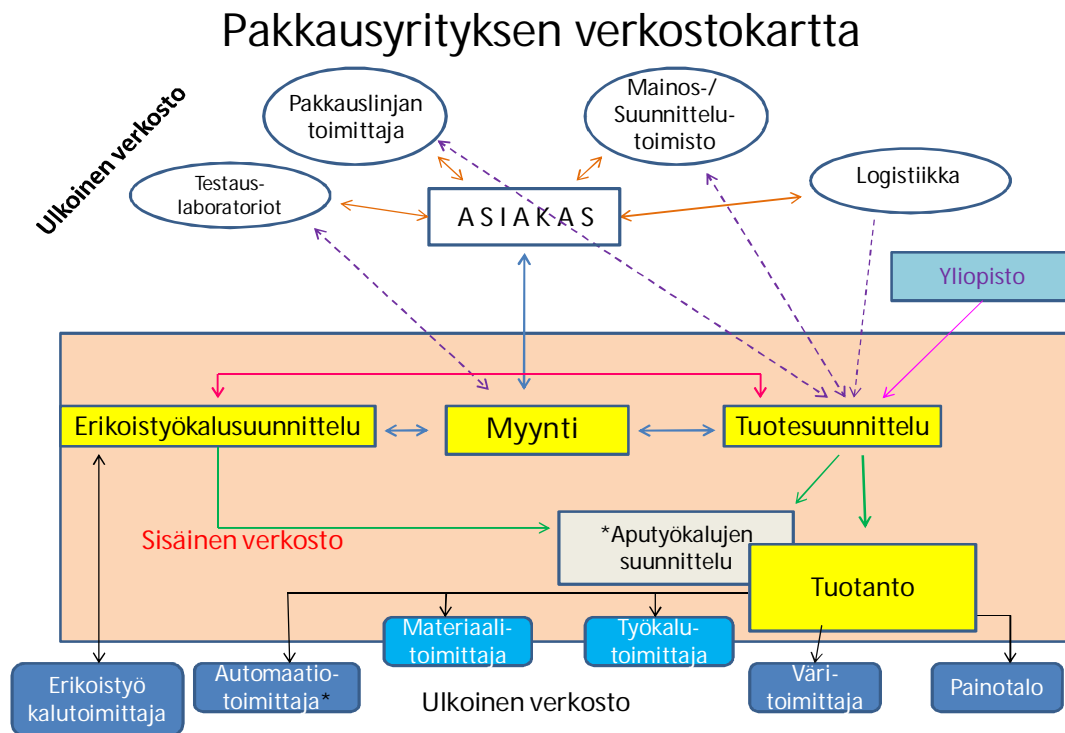 Pakkausyrityksen verkostokartta
Ulkoinen verkosto
Pakkauslinjan
toimittaja
Mainos-/
Suunnittelu-
toimisto
Testaus-
laboratoriot
ASIAKAS
Logistiikka
Yliopisto
Erikoistyökalusuunnittelu
Myynti
Tuotesuunnittelu
Sisäinen verkosto
*Aputyökalujen
suunnittelu
Tuotanto
Materiaali-
toimittaja
Työkalu-
toimittaja
Erikoistyö
kalutoimittaja
Automaatio-
toimittaja*
Ulkoinen verkosto
Väri-
toimittaja
Painotalo